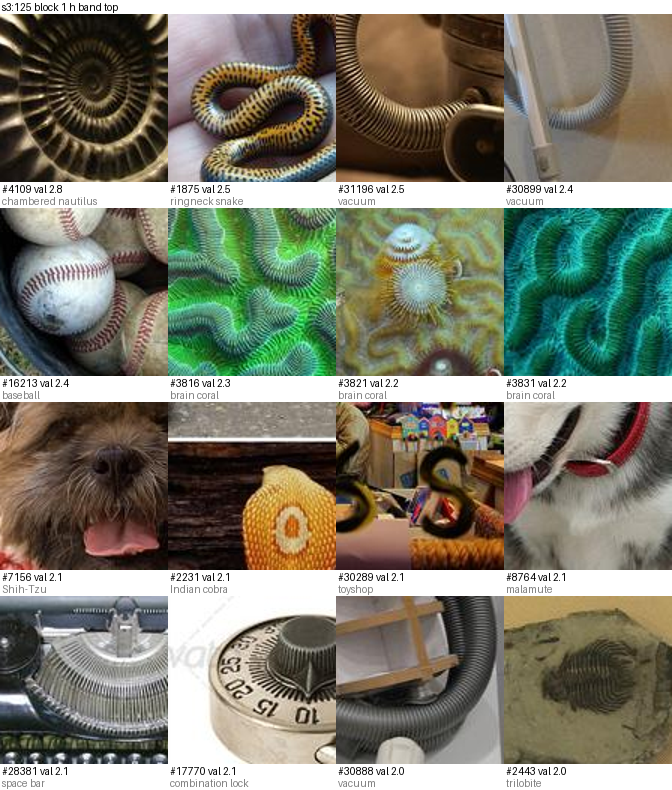 s3:125 block 1 h band top
#4109 val 2.8
chambered nautilus
#1875 val 2.5
ringneck snake
#31196 val 2.5
vacuum
#30899 val 2.4
vacuum
#16213 val 2.4
baseball
#3816 val 2.3
brain coral
#3821 val 2.2
brain coral
#3831 val 2.2
brain coral
S
#7156 val 2.1
Shih-Tzu
#2231 val 2.1
Indian cobra
#30289 val 2.1
toyshop
#8764 val 2.1
malamute
30
25
20
15
10
#28381 val 2.1
space bar
#17770 val 2.1
combination lock
#30888 val 2.0
vacuum
#2443 val 2.0
trilobite